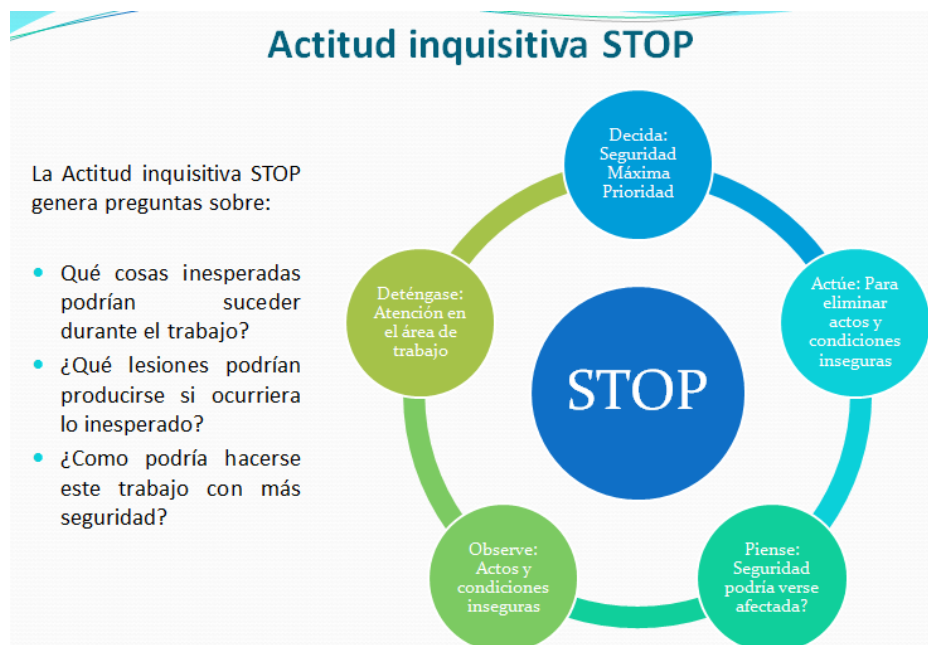 Actitud inquisitiva STOP
La Actitud inquisitiva STOP
genera preguntas sobre:
Qué cosas inesperadas
podrían suceder
durante el trabajo?
¿Qué lesiones podrían
producirse si ocurriera
lo inesperado?
¿Como podría hacerse
este trabajo con más
seguridad?
Decida:
Seguridad
Máxima
Prioridad
Actúe: Para
eliminar
actos y
condiciones
inseguras
Piense:
Seguridad
podría verse
afectada?
Observe:
Actos y
condiciones
inseguras
Deténgase:
Atención en
el área de
trabajo
STOP